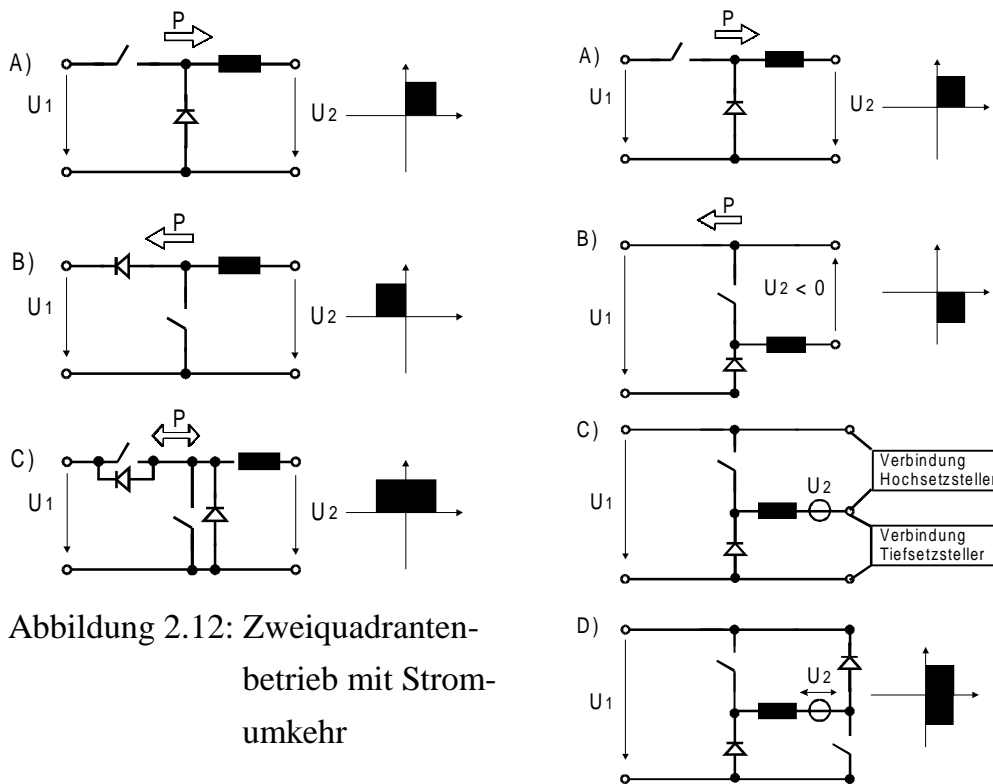 P
A)
U1
U2
P
B)
U1
U2
P
C)
U1
U2
Abbildung 2.12: Zweiquadranten-
betrieb mit Strom-
umkehr
P
A)
U1
U2
P
B)
U1
U2 < 0
C)
U1
U2
Verbindung
Hochsetzsteller
Verbindung
Tiefsetzsteller
D)
U1
U2